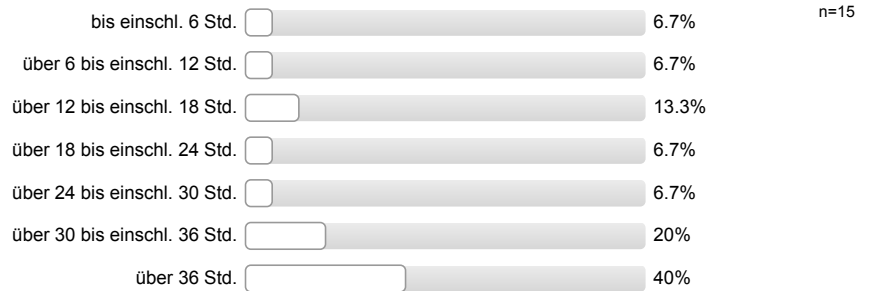 bis einschl. 6 Std. 6.7% n=15
über 6 bis einschl. 12 Std. 6.7%
über 12 bis einschl. 18 Std. 13.3%
über 18 bis einschl. 24 Std. 6.7%
über 24 bis einschl. 30 Std. 6.7%
über 30 bis einschl. 36 Std. 20%
über 36 Std. 40%